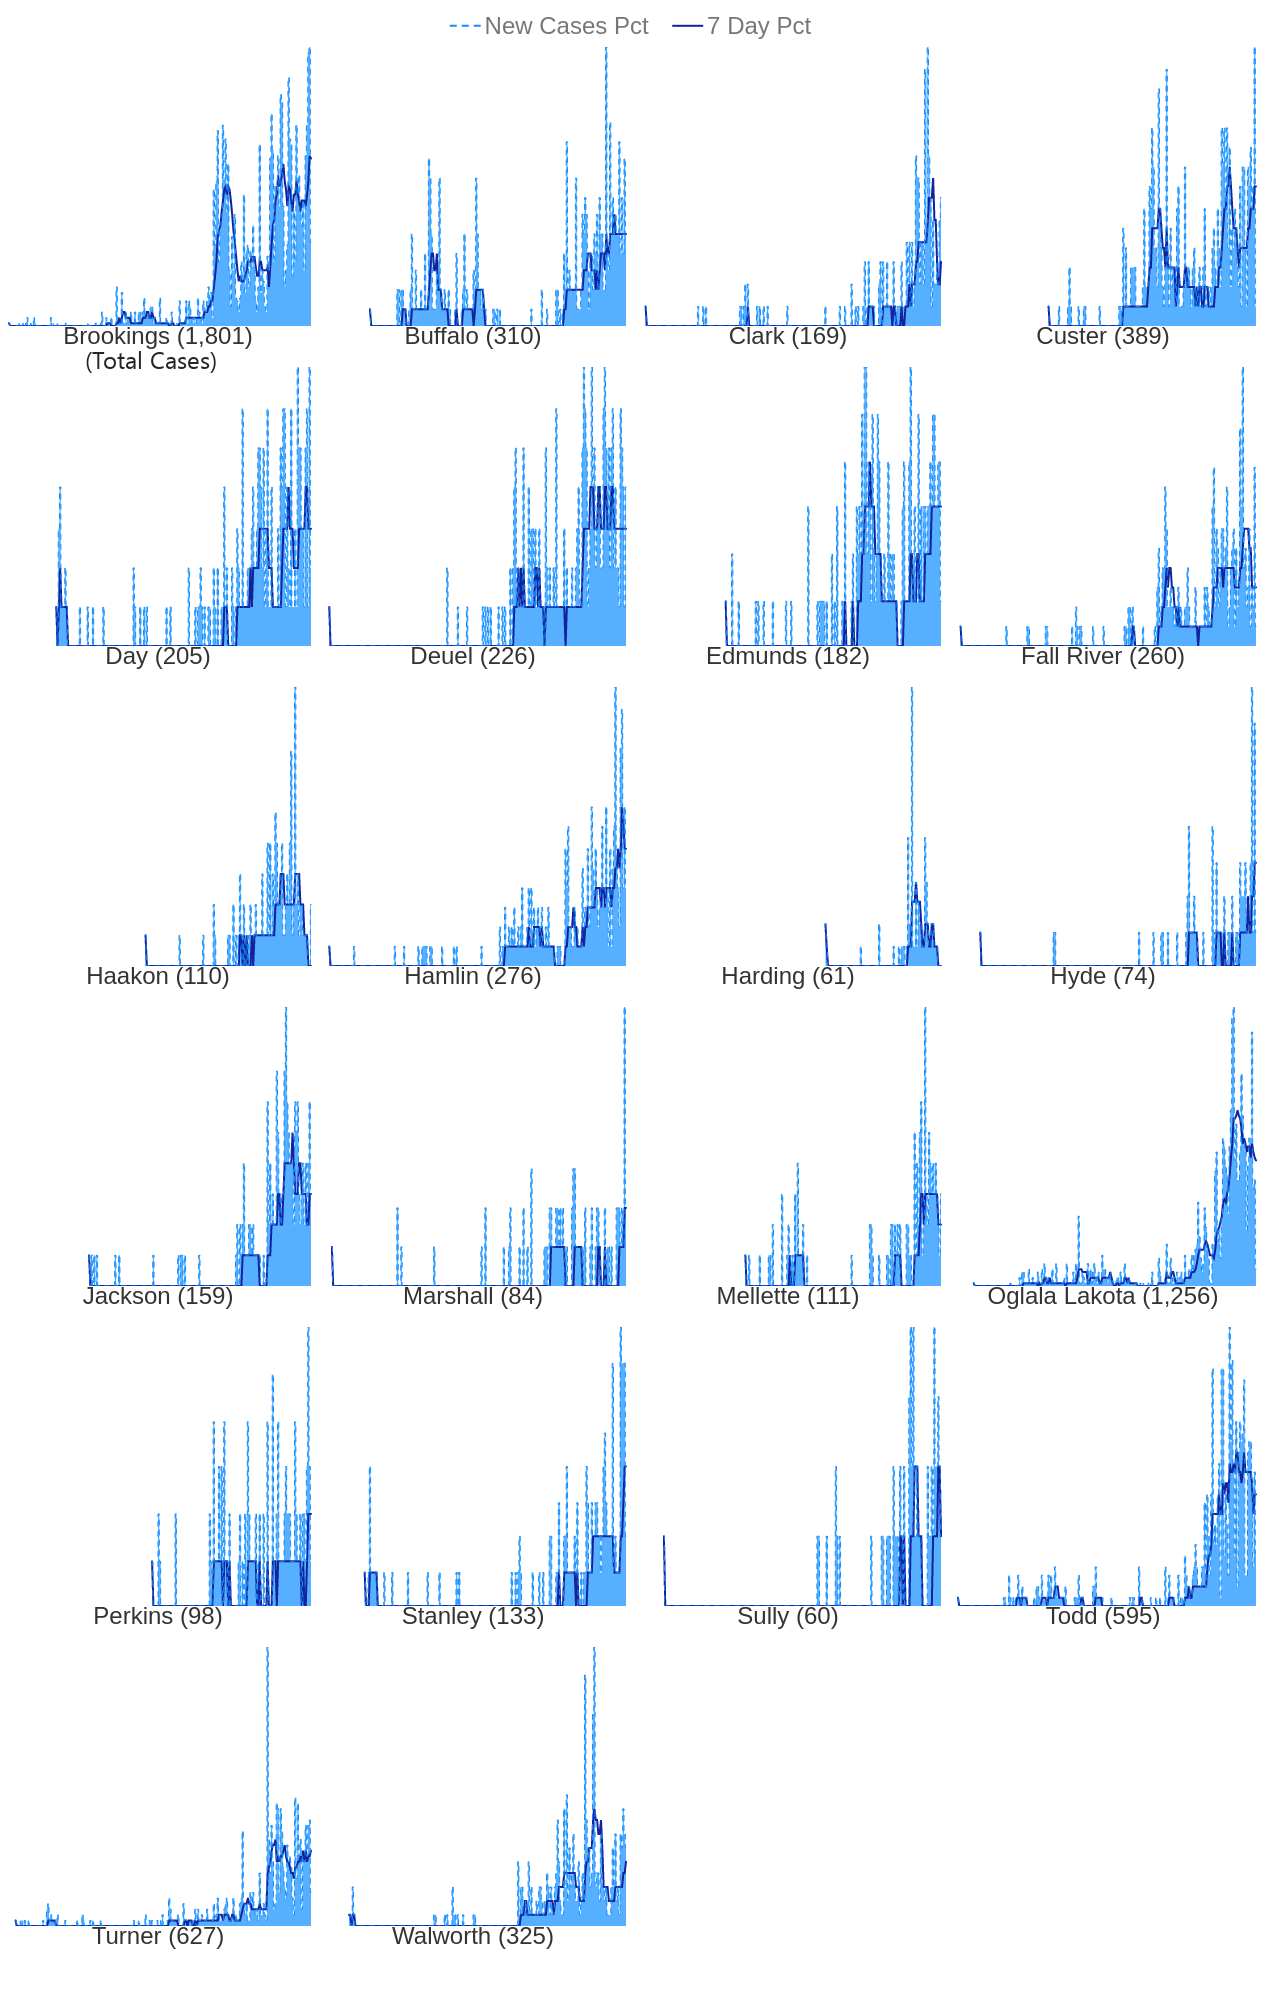 New Cases Pct 7 Day Pct
Brookings (1,801) Buffalo (310) Clark (169) Custer (389)
(Total Cases)
Day (205) Deuel (226) Edmunds (182) Fall River (260)
Haakon (110) Hamlin (276) Harding (61) Hyde (74)
Jackson (159) Marshall (84) Mellette (111) Oglala Lakota (1,256)
Perkins (98) Stanley (133) Sully (60) Todd (595)
Turner (627) Walworth (325)